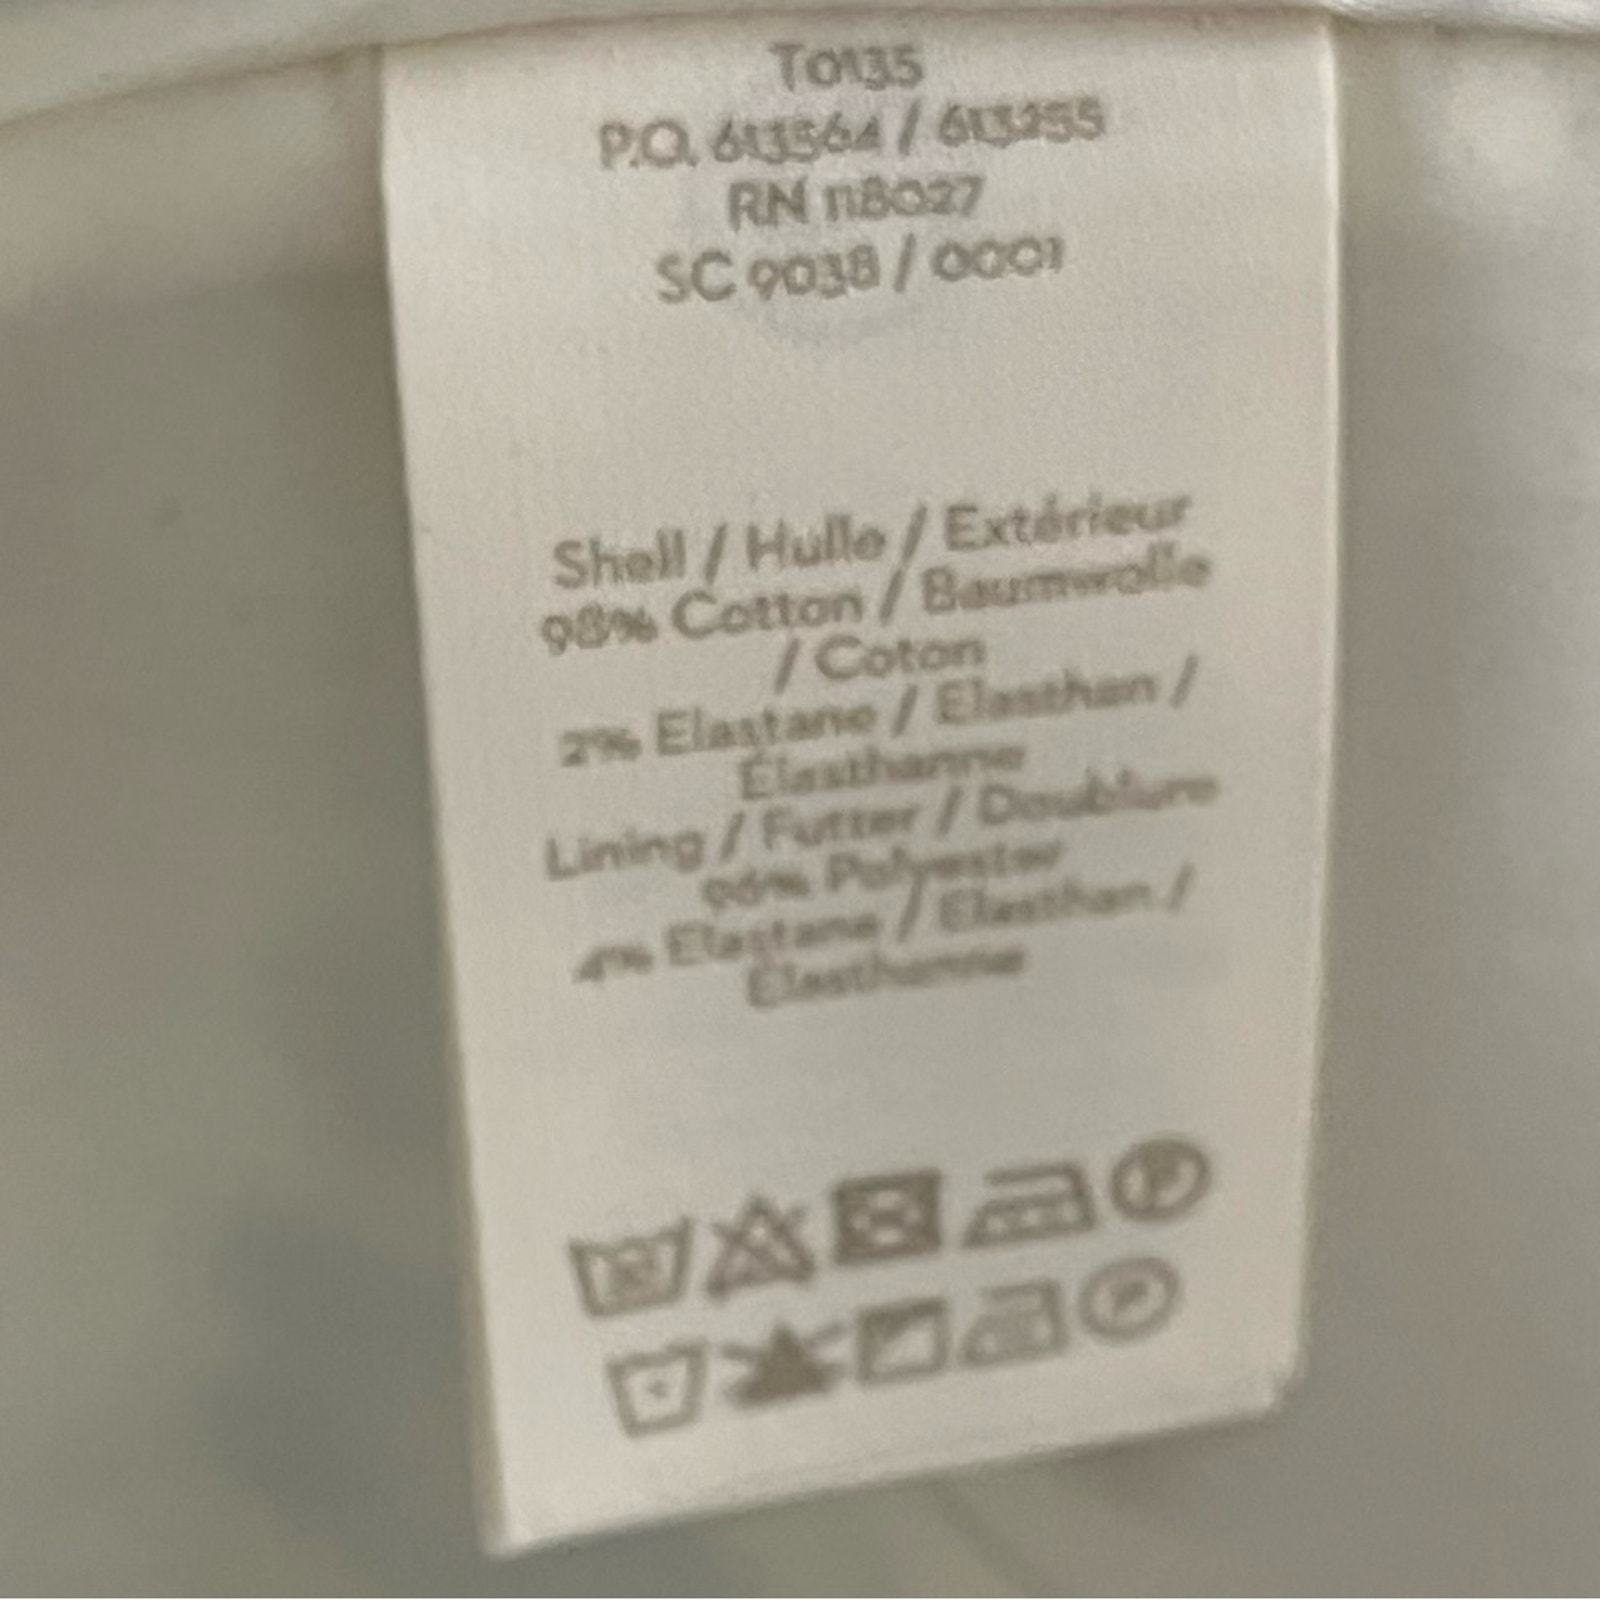 T0135
P.O. 613564 / 613255
RN 118027
SC 9038 / 0001
Shell / Hulle / Extérieur
98% Cotton / Baumwolle
/ Coton
2% Elastane / Elasthan /
Élasthanne
Lining / Futter / Doublure
96% Polyester
4% Elastane / Elasthan /
Élasthanne